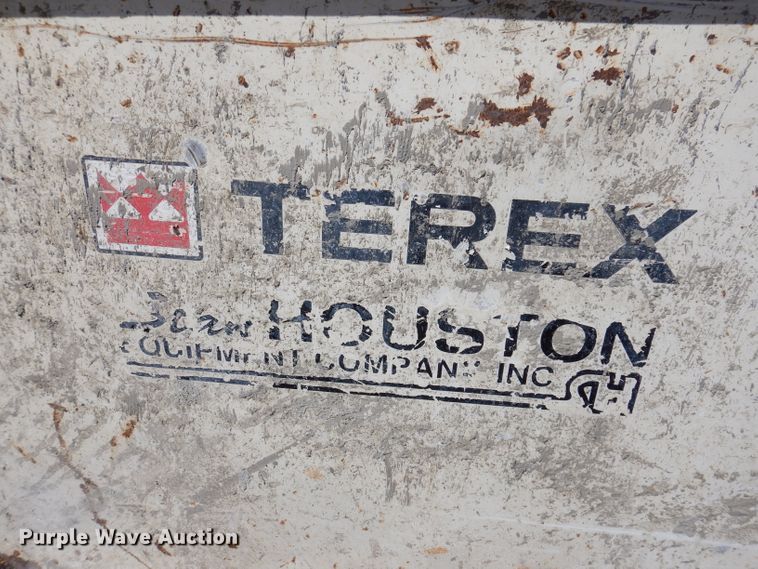 TEREX
HOUSTON
EQUIPMENT COMPANY INC
Purple Wave Auction